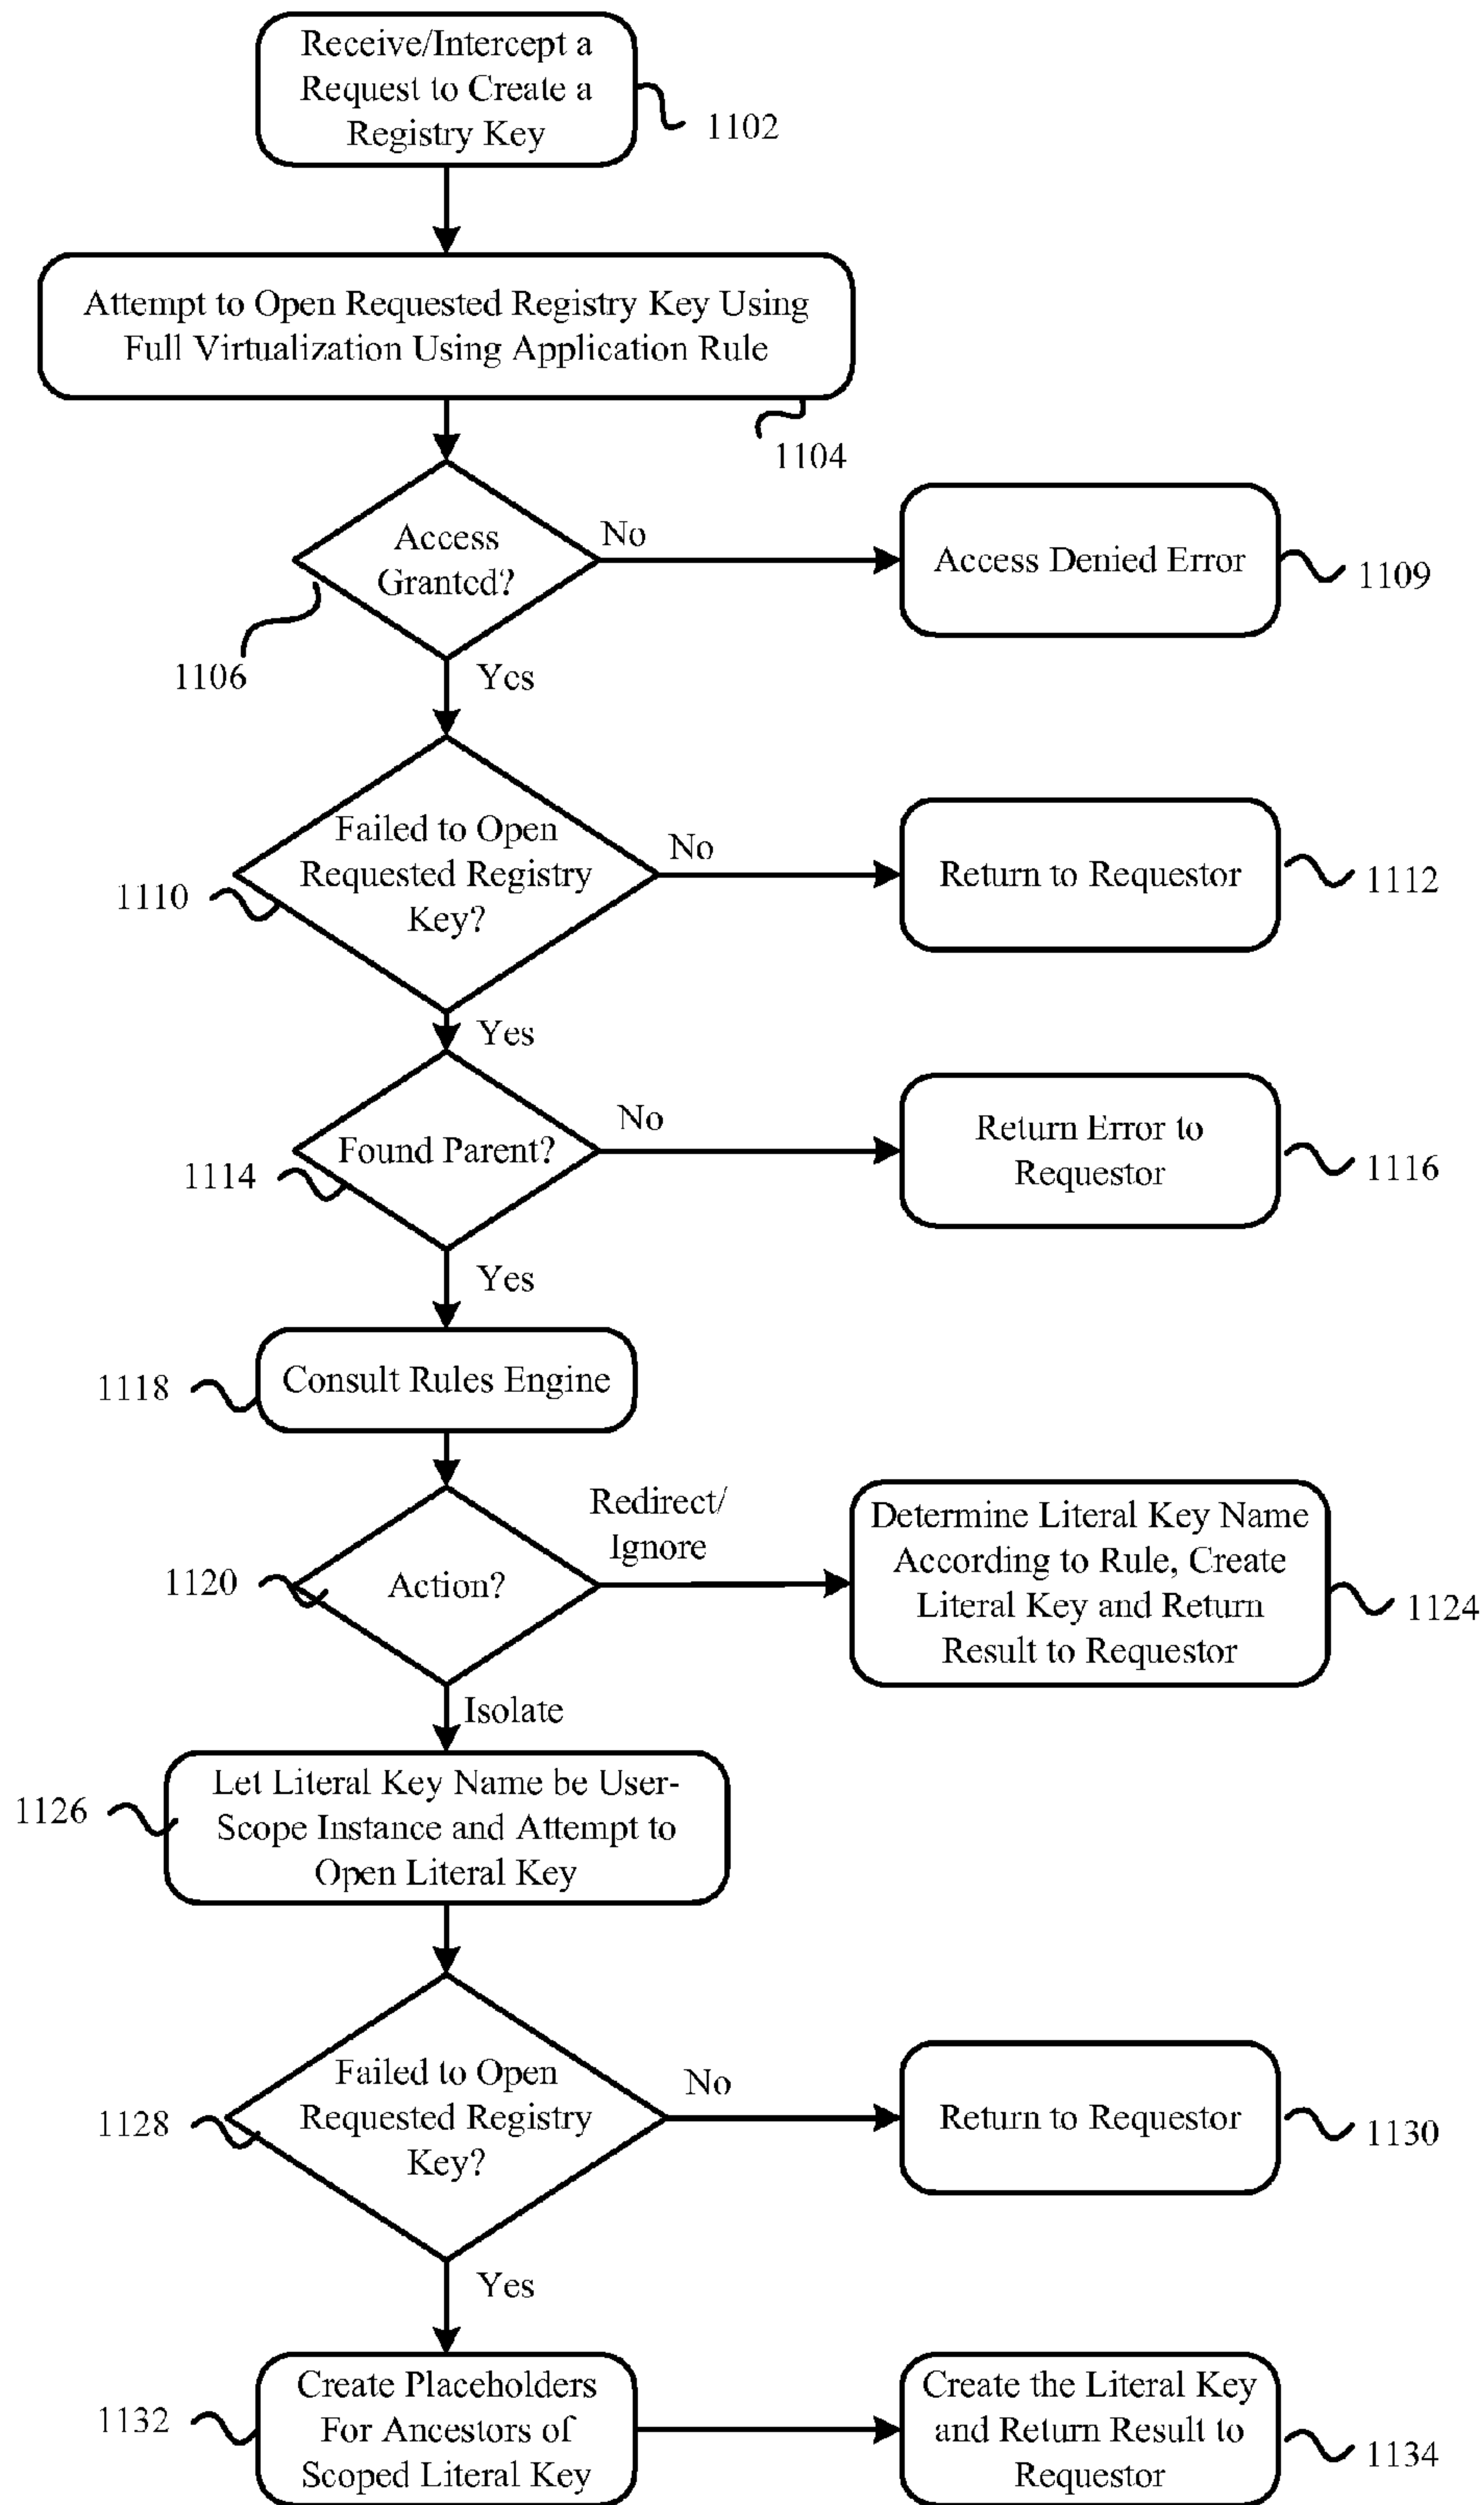 Receive/Intercept a
Request to Create a
Registry Key
1102
Attempt to Open Requested Registry Key Using
Full Virtualization Using Application Rule
1104
Access
Granted?
No
Access Denied Error
1109
1106
Yes
Failed to Open
Requested Registry
Key?
No
Return to Requestor
1112
1110
Yes
Found Parent?
No
Return Error to
Requestor
1116
1114
Yes
Consult Rules Engine
1118
Action?
Redirect/
Ignore
Determine Literal Key Name
According to Rule, Create
Literal Key and Return
Result to Requestor
1124
1120
Isolate
Let Literal Key Name be User-
Scope Instance and Attempt to
Open Literal Key
1126
Failed to Open
Requested Registry
Key?
No
Return to Requestor
1130
1128
Yes
Create Placeholders
For Ancestors of
Scoped Literal Key
1132
Create the Literal Key
and Return Result to
Requestor
1134